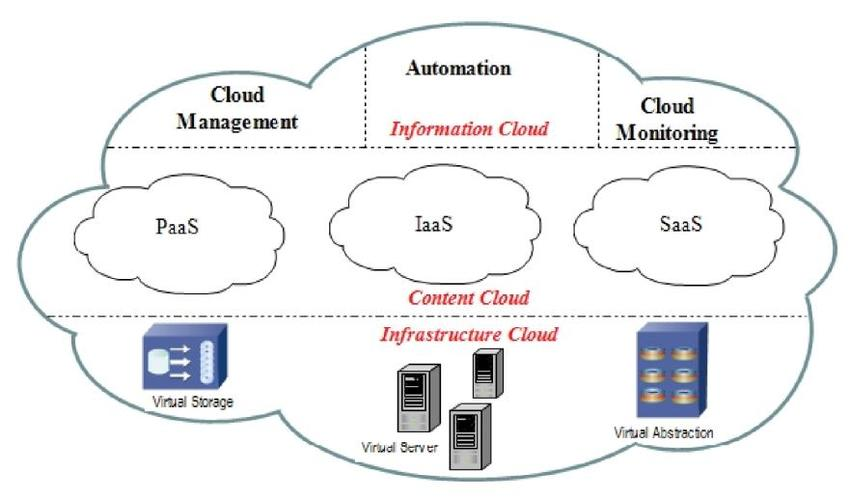 Automation
Cloud
Management
Cloud
Monitoring
Information Cloud
PaaS
IaaS
SaaS
Content Cloud
Infrastructure Cloud
Virtual Storage
Virtual Server
Virtual Abstraction